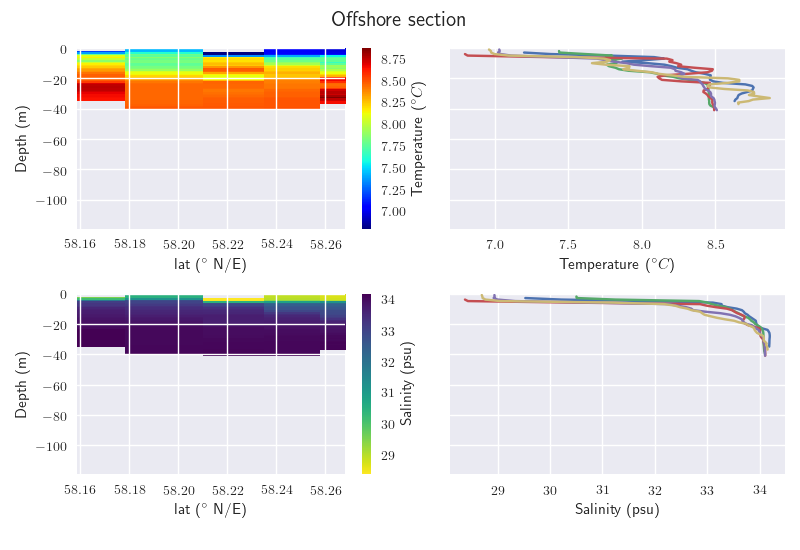 Offshore section
0
−20
−40
−60
−80
−100
Depth (m)
58.16 58.18 58.20 58.22 58.24 58.26
lat (° N/E)
8.75
8.50
8.25
8.00
7.75
7.50
7.25
7.00
Temperature (°C)
7.0 7.5 8.0 8.5
Temperature (°C)
0
−20
−40
−60
−80
−100
Depth (m)
58.16 58.18 58.20 58.22 58.24 58.26
lat (° N/E)
34
33
32
31
30
29
Salinity (psu)
29 30 31 32 33 34
Salinity (psu)